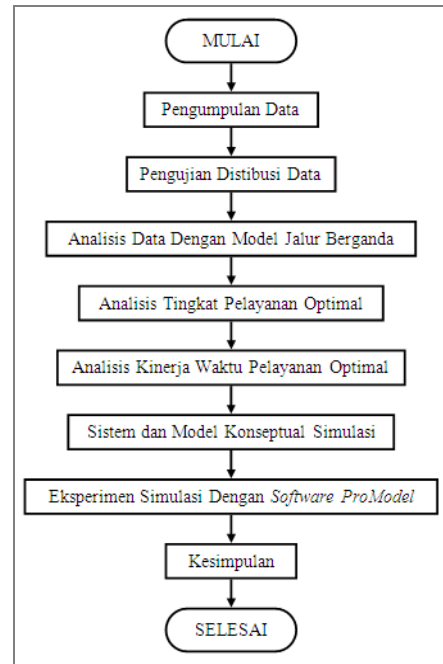 MULAI
Pengumpulan Data
Pengujian Distibusi Data
Analisis Data Dengan Model Jalur Berganda
Analisis Tingkat Pelayanan Optimal
Analisis Kinerja Waktu Pelayanan Optimal
Sistem dan Model Konseptual Simulasi
Eksperimen Simulasi Dengan Software ProModel
Kesimpulan
SELESAI